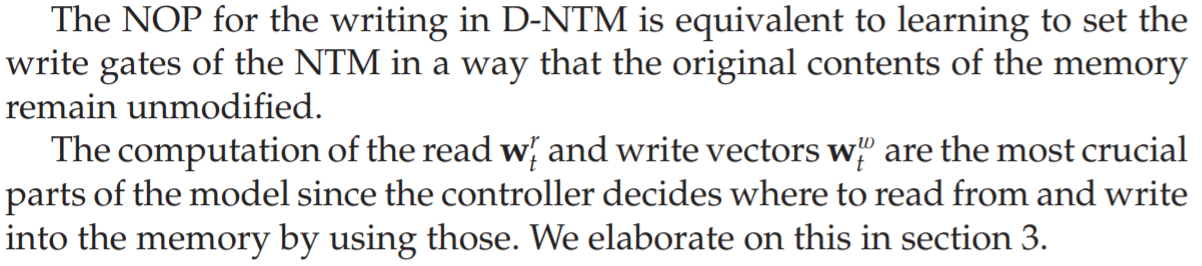 The NOP for the writing in D-NTM is equivalent to learning to set the
write gates of the NTM in a way that the original contents of the memory
remain unmodified.
The computation of the read $\mathbf{w}_t^r$ and write vectors $\mathbf{w}_t^w$ are the most crucial
parts of the model since the controller decides where to read from and write
into the memory by using those. We elaborate on this in section 3.